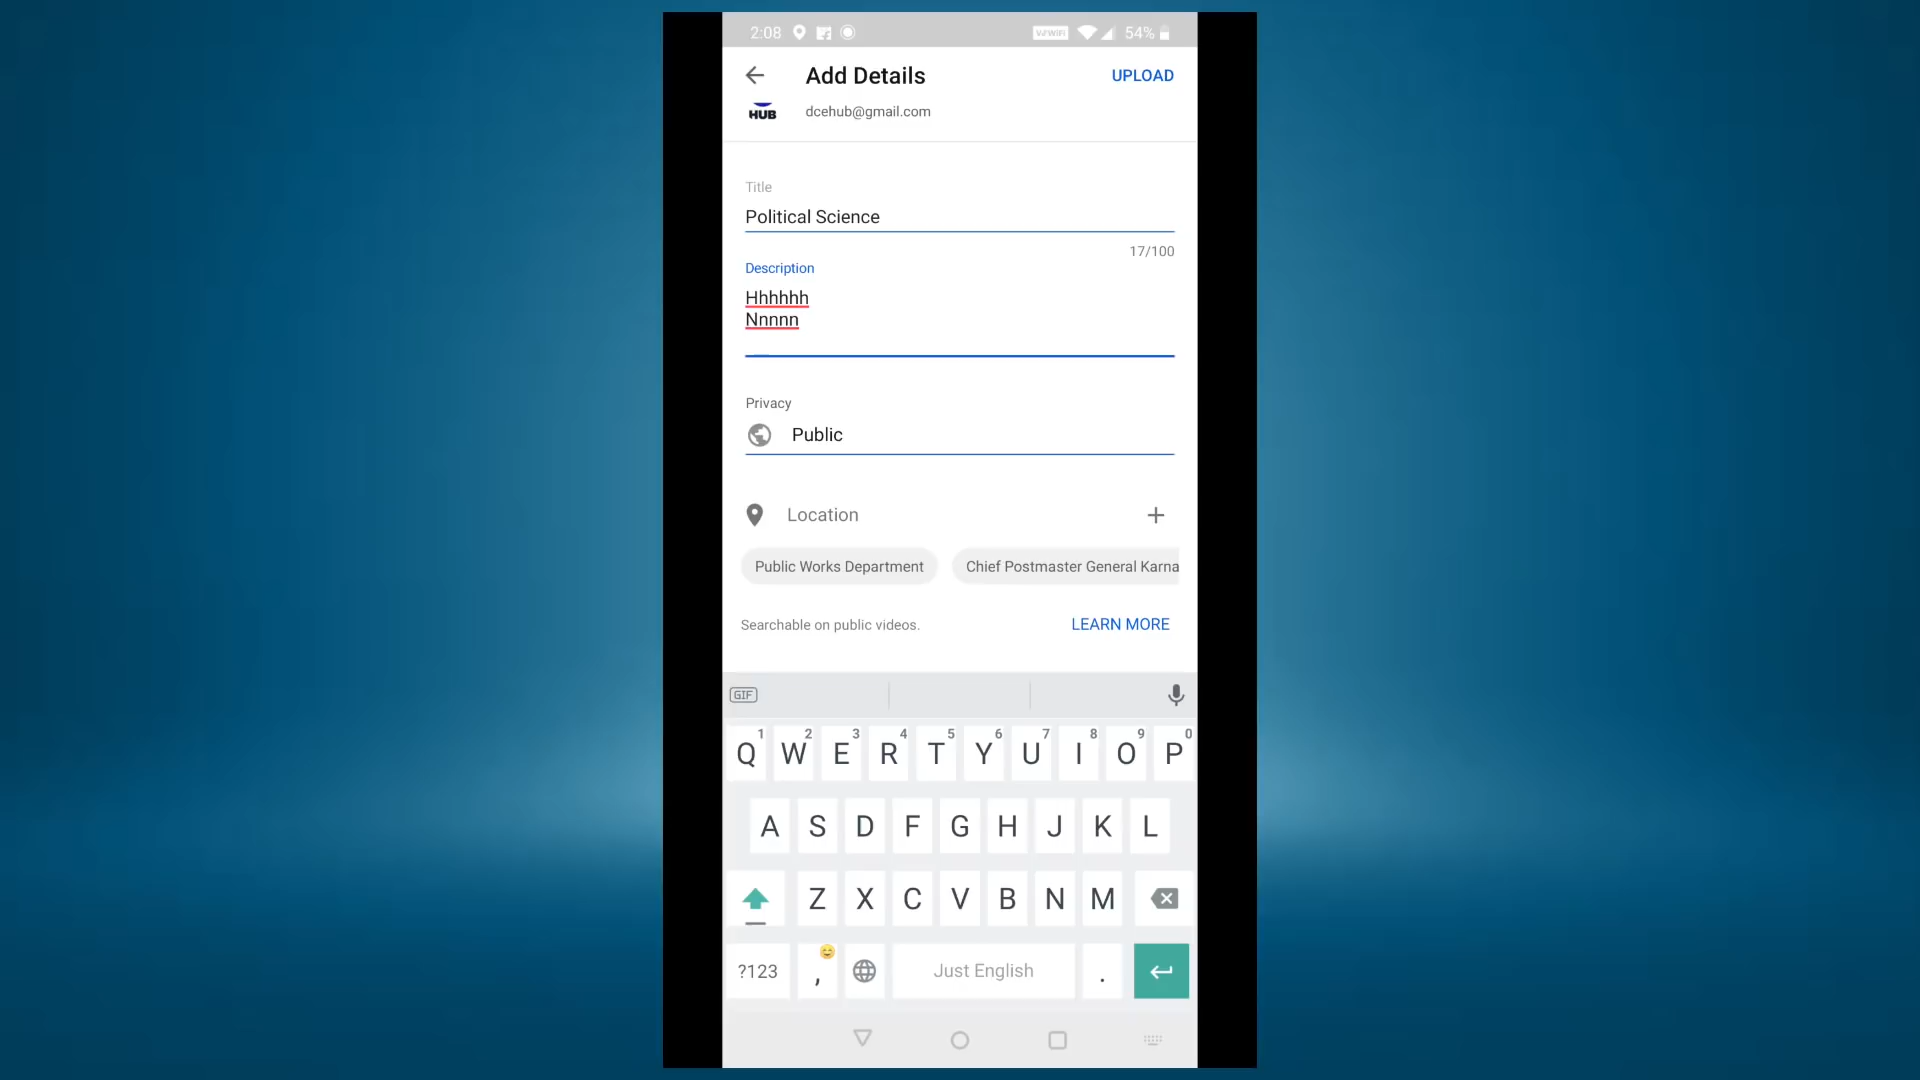 2:08 VoWiFi 54%
Add Details UPLOAD
HUB dcehub@gmail.com
Title
Political Science
17/100
Description
Hhhhhh
Nnnnn
Privacy
Public
Location +
Public Works Department Chief Postmaster General Karna
Searchable on public videos. LEARN MORE
GIF
1 2 3 4 5 6 7 8 9 0
Q W E R T Y U I O P
A S D F G H J K L
Z X C V B N M
?123 , Just English .